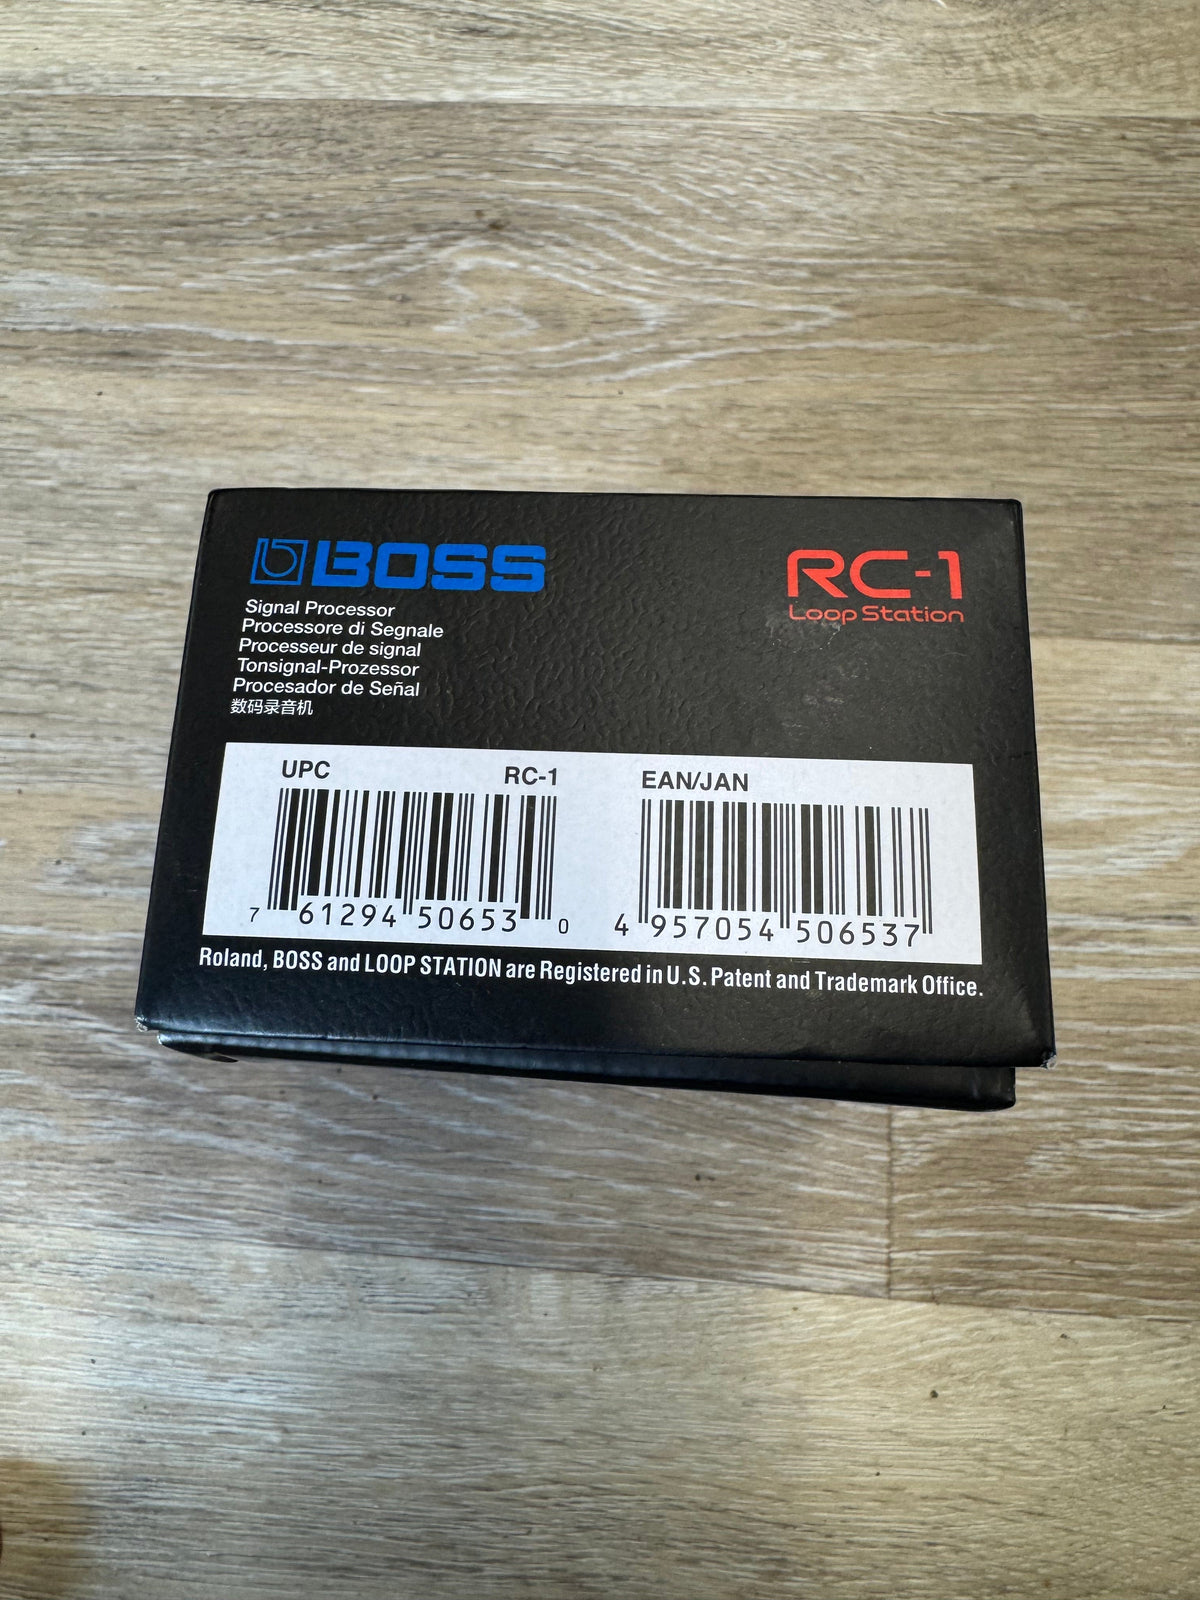 BOSS
RC-1
Loop Station
Signal Processor
Processore di Segnale
Processeur de signal
Tonsignal-Prozessor
Procesador de Señal
数码录音机
UPC RC-1
7 61294 50653 0
EAN/JAN
4 957054 506537
Roland, BOSS and LOOP STATION are Registered in U.S. Patent and Trademark Office.